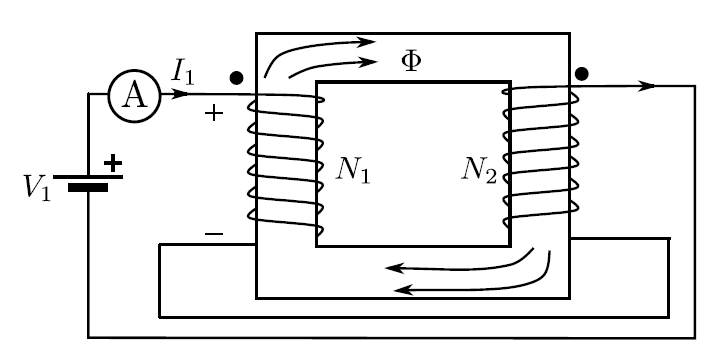 I₁
Φ
A
+
+
V₁
N₁
N₂
−